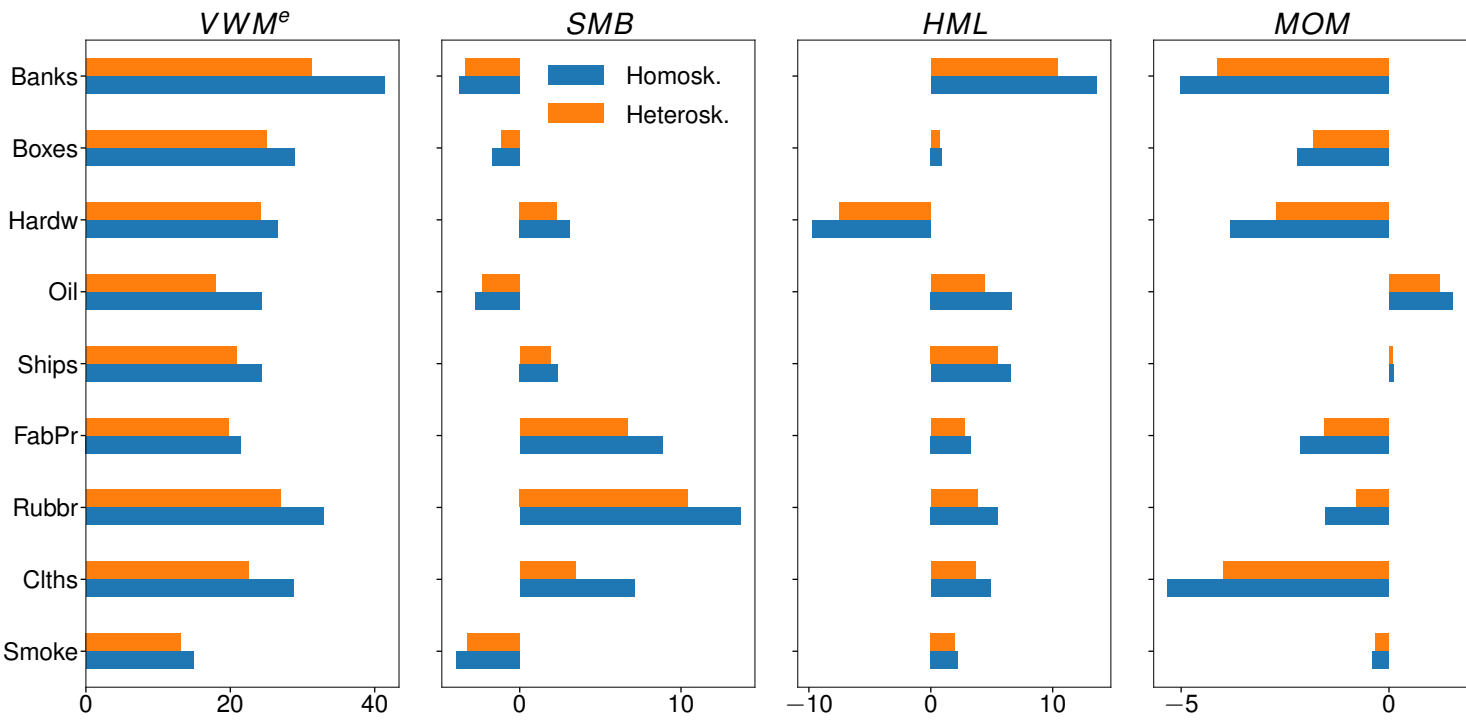 VWMᵉ SMB HML MOM
Banks
Homosk.
Heterosk.
Boxes
Hardw
Oil
Ships
FabPr
Rubbr
Clths
Smoke
0 20 40 0 10 −10 0 10 −5 0